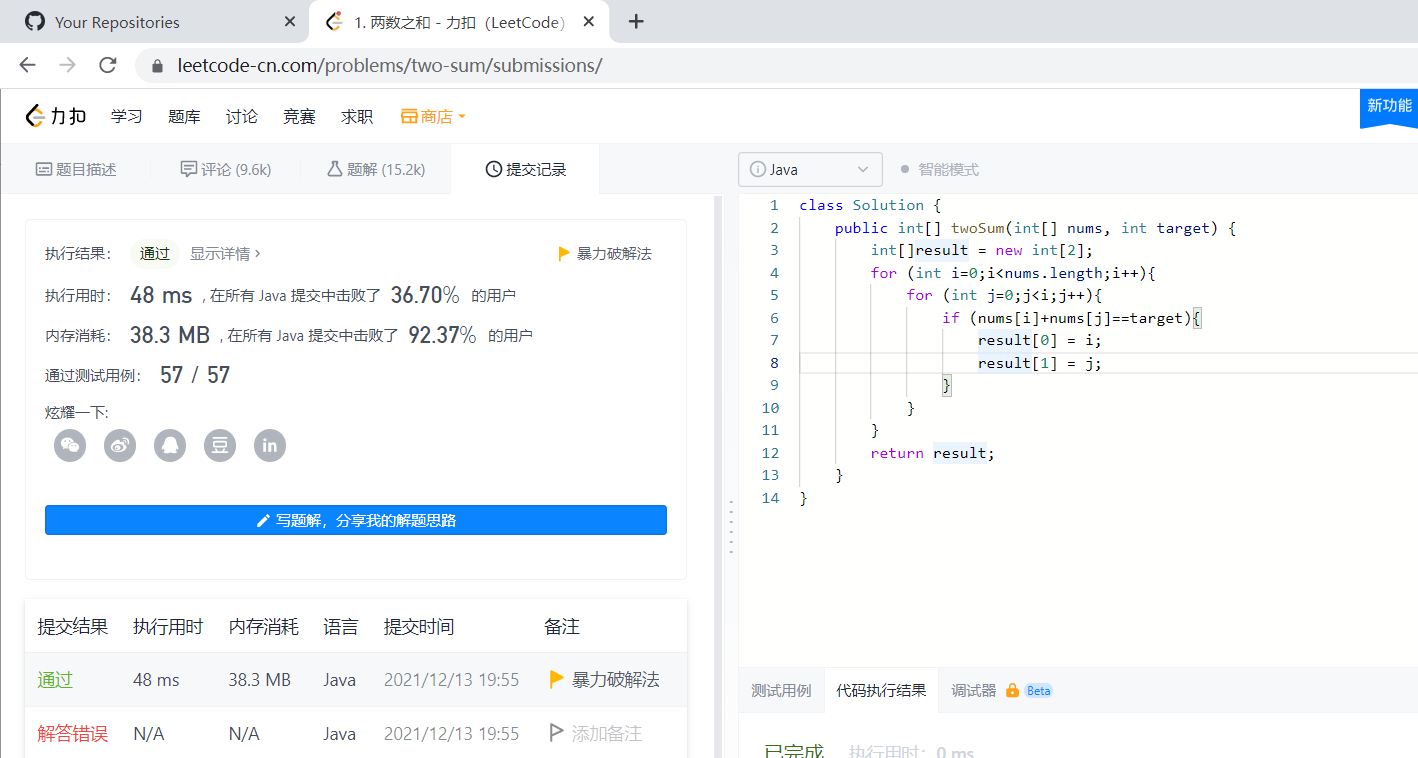 Your Repositories
1. 两数之和 - 力扣（LeetCode）
leetcode-cn.com/problems/two-sum/submissions/
力扣 学习 题库 讨论 竞赛 求职 商店
新功能
题目描述 评论 (9.6k) 题解 (15.2k) 提交记录
执行结果： 通过 显示详情 › 暴力破解法
执行用时： 48 ms , 在所有 Java 提交中击败了 36.70% 的用户
内存消耗： 38.3 MB , 在所有 Java 提交中击败了 92.37% 的用户
通过测试用例： 57 / 57
炫耀一下:
豆 in
写题解，分享我的解题思路
提交结果 执行用时 内存消耗 语言 提交时间 备注
通过 48 ms 38.3 MB Java 2021/12/13 19:55 暴力破解法
解答错误 N/A N/A Java 2021/12/13 19:55 添加备注
Java 智能模式
1 class Solution {
2 public int[] twoSum(int[] nums, int target) {
3 int[]result = new int[2];
4 for (int i=0;i<nums.length;i++){
5 for (int j=0;j<i;j++){
6 if (nums[i]+nums[j]==target){
7 result[0] = i;
8 result[1] = j;
9 }
10 }
11 }
12 return result;
13 }
14 }
测试用例 代码执行结果 调试器 Beta
已完成 执行用时：0 ms